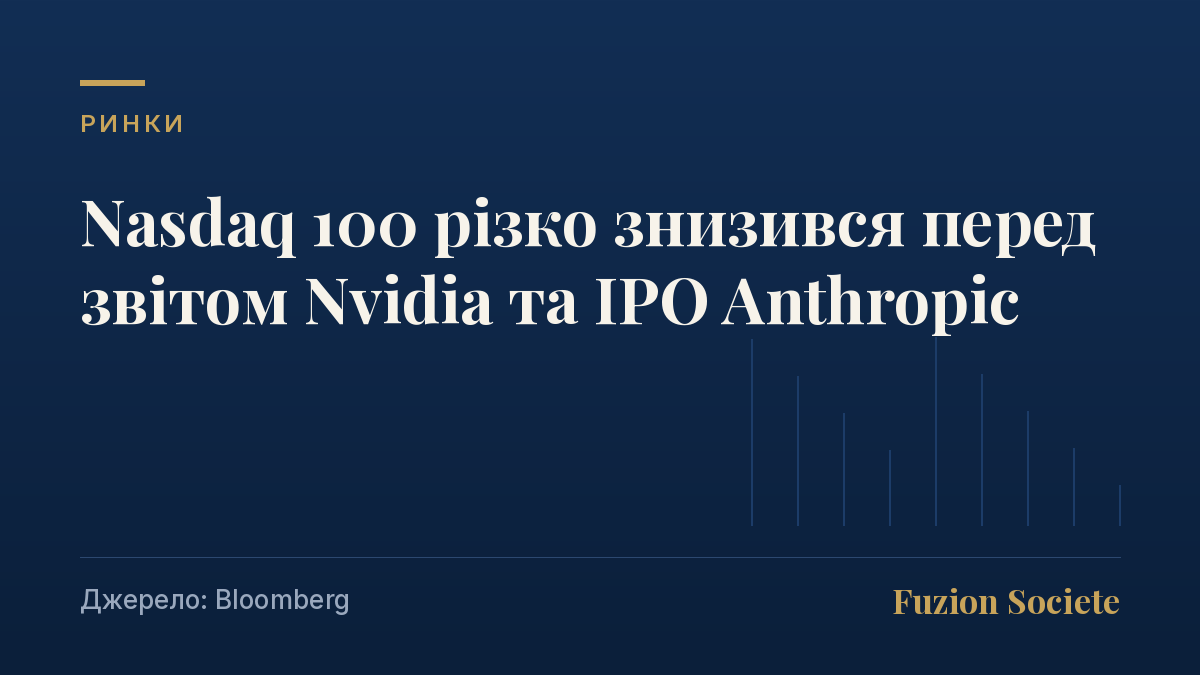 РИНКИ
Nasdaq 100 різко знизився перед
звітом Nvidia та IPO Anthropic
Джерело: Bloomberg
Fuzion Societe